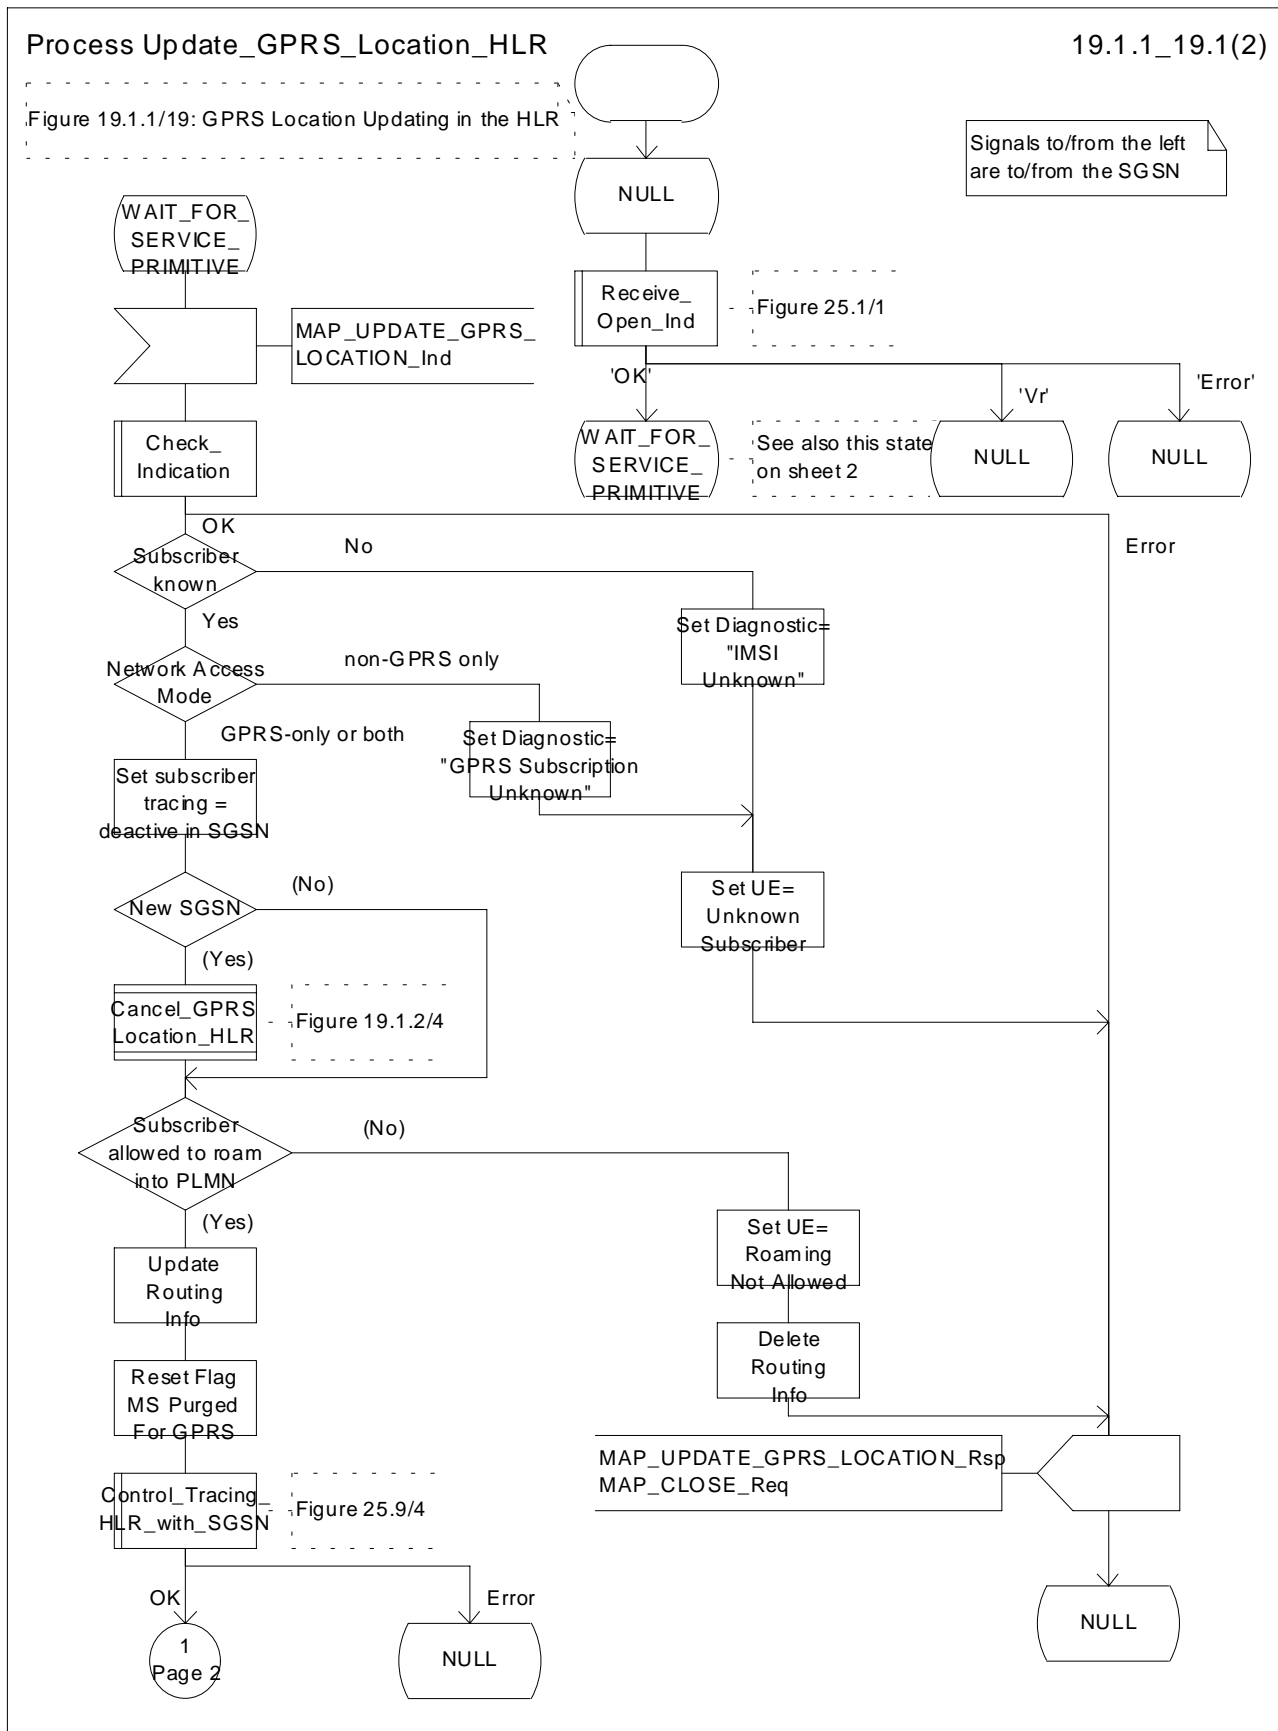 Process Update_GPRS_Location_HLR
19.1.1_19.1(2)
Figure 19.1.1/19: GPRS Location Updating in the HLR
Signals to/from the left
are to/from the SGSN
NULL
WAIT_FOR_
SERVICE_
PRIMITIVE
Receive_
Open_Ind
Figure 25.1/1
MAP_UPDATE_GPRS_
LOCATION_Ind
'OK'
'Vr'
'Error'
Check_
Indication
WAIT_FOR_
SERVICE_
PRIMITIVE
See also this state
on sheet 2
NULL
NULL
OK
Error
Subscriber
known
No
Yes
Set Diagnostic=
"IMSI
Unknown"
Network Access
Mode
non-GPRS only
GPRS-only or both
Set Diagnostic=
"GPRS Subscription
Unknown"
Set subscriber
tracing =
deactive in SGSN
New SGSN
(No)
(Yes)
Set UE=
Unknown
Subscriber
Cancel_GPRS
Location_HLR
Figure 19.1.2/4
Subscriber
allowed to roam
into PLMN
(No)
(Yes)
Set UE=
Roaming
Not Allowed
Update
Routing
Info
Delete
Routing
Info
Reset Flag
MS Purged
For GPRS
MAP_UPDATE_GPRS_LOCATION_Rsp
MAP_CLOSE_Req
Control_Tracing_
HLR_with_SGSN
Figure 25.9/4
OK
Error
1
Page 2
NULL
NULL